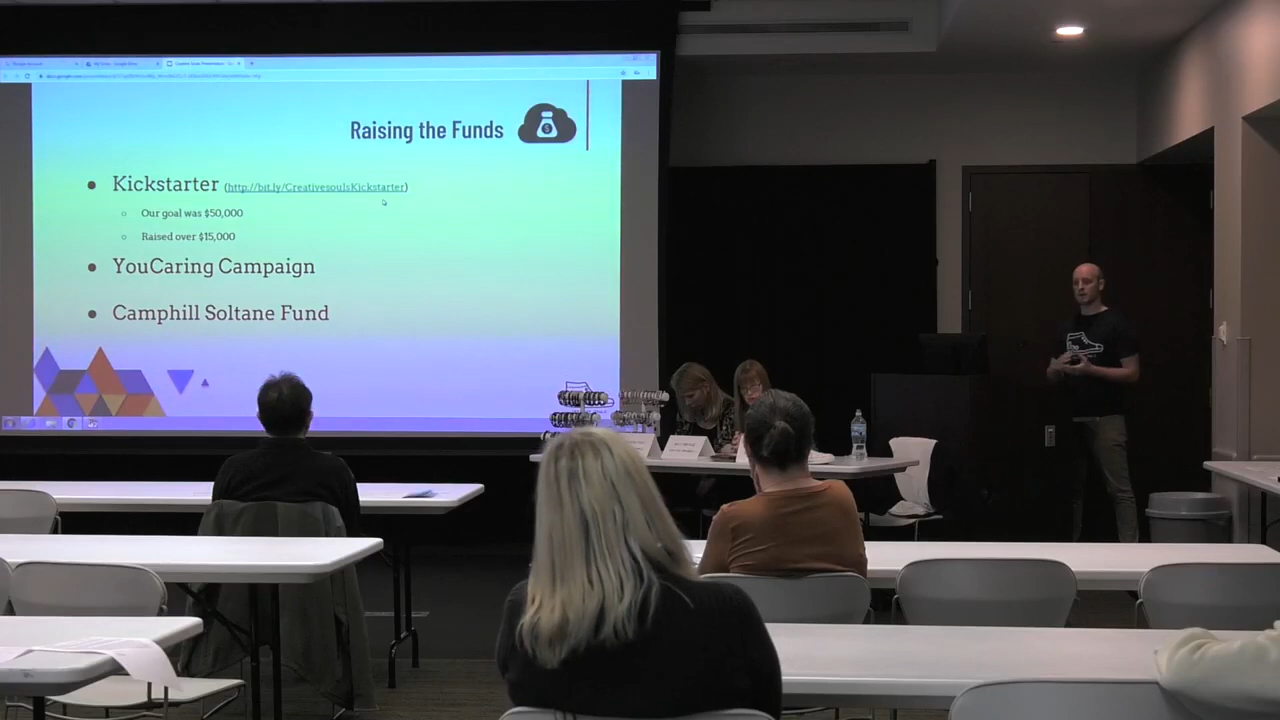 Raising the Funds
Kickstarter (http://bit.ly/CreativesoulsKickstarter)
Our goal was $50,000
Raised over $15,000
YouCaring Campaign
Camphill Soltane Fund